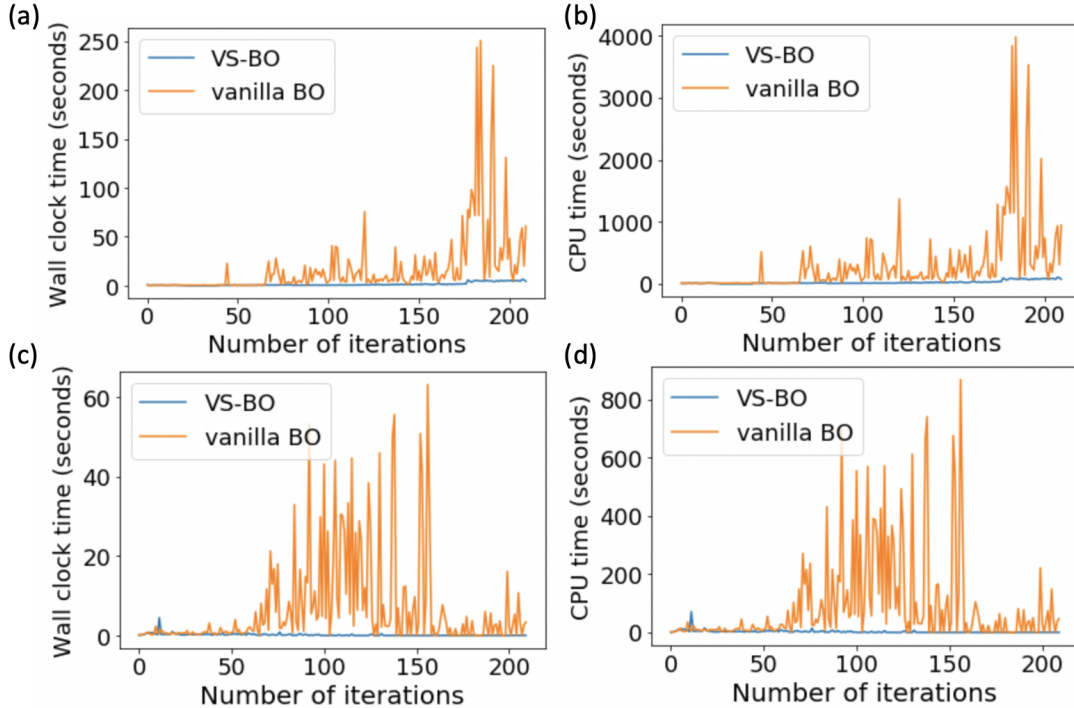 (a)
Wall clock time (seconds)
250
200
150
100
50
0
VS-BO
vanilla BO
0 50 100 150 200
Number of iterations
(b)
CPU time (seconds)
4000
3000
2000
1000
0
VS-BO
vanilla BO
0 50 100 150 200
Number of iterations
(c)
Wall clock time (seconds)
60
40
20
0
VS-BO
vanilla BO
0 50 100 150 200
Number of iterations
(d)
CPU time (seconds)
800
600
400
200
0
VS-BO
vanilla BO
0 50 100 150 200
Number of iterations